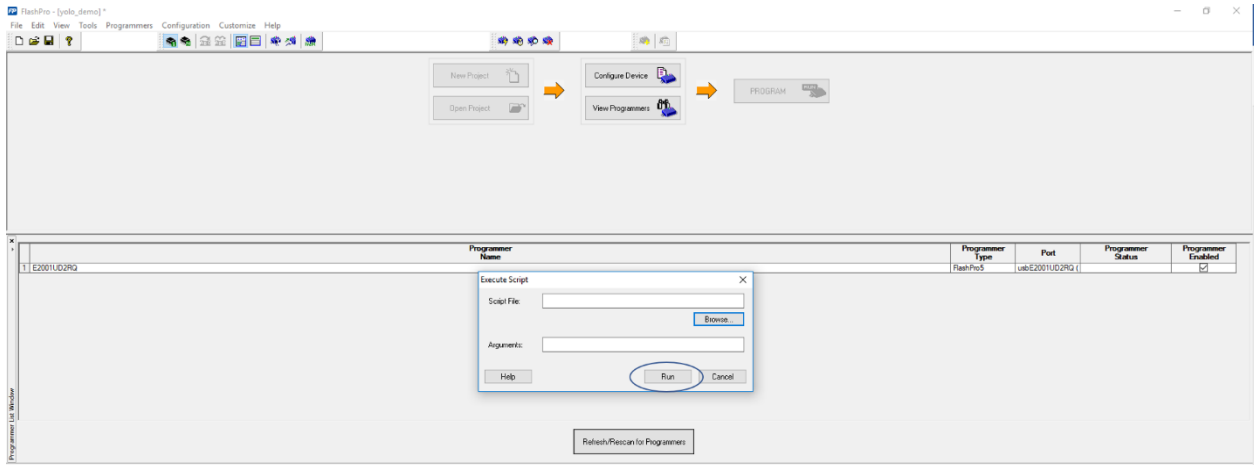 FlashPro - [yolo_demo] *
File Edit View Tools Programmers Configuration Customize Help
New Project
Configure Device
PROGRAM
Open Project
View Programmers
Programmer Name
Programmer Type
Port
Programmer Status
Programmer Enabled
1 E2001UD2RQ FlashPro5 usbE2001UD2RQ (
Execute Script
Script File:
Browse...
Arguments:
Help Run Cancel
Programmer List Window
Refresh/Rescan for Programmers